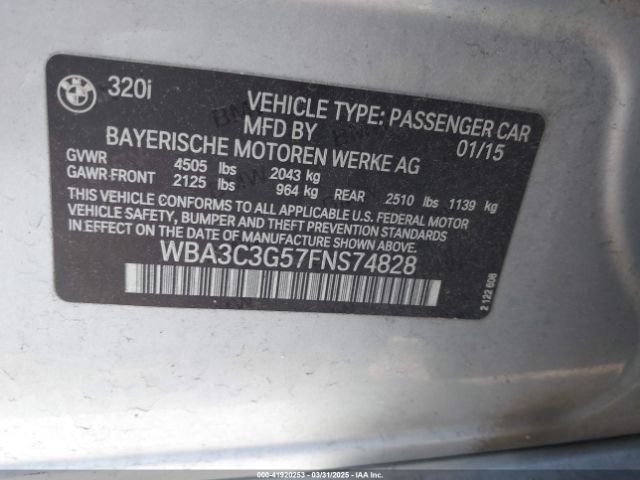 BMW 320i
VEHICLE TYPE: PASSENGER CAR
MFD BY 01/15
BAYERISCHE MOTOREN WERKE AG
GVWR 4505 lbs 2043 kg
GAWR-FRONT 2125 lbs 964 kg REAR 2510 lbs 1139 kg
THIS VEHICLE CONFORMS TO ALL APPLICABLE U.S. FEDERAL MOTOR
VEHICLE SAFETY, BUMPER AND THEFT PREVENTION STANDARDS
IN EFFECT ON THE DATE OF MANUFACTURE SHOWN ABOVE.
WBA3C3G57FNS74828
2 122 608
000-41920253 - 03/31/2025 - IAAI, Inc.